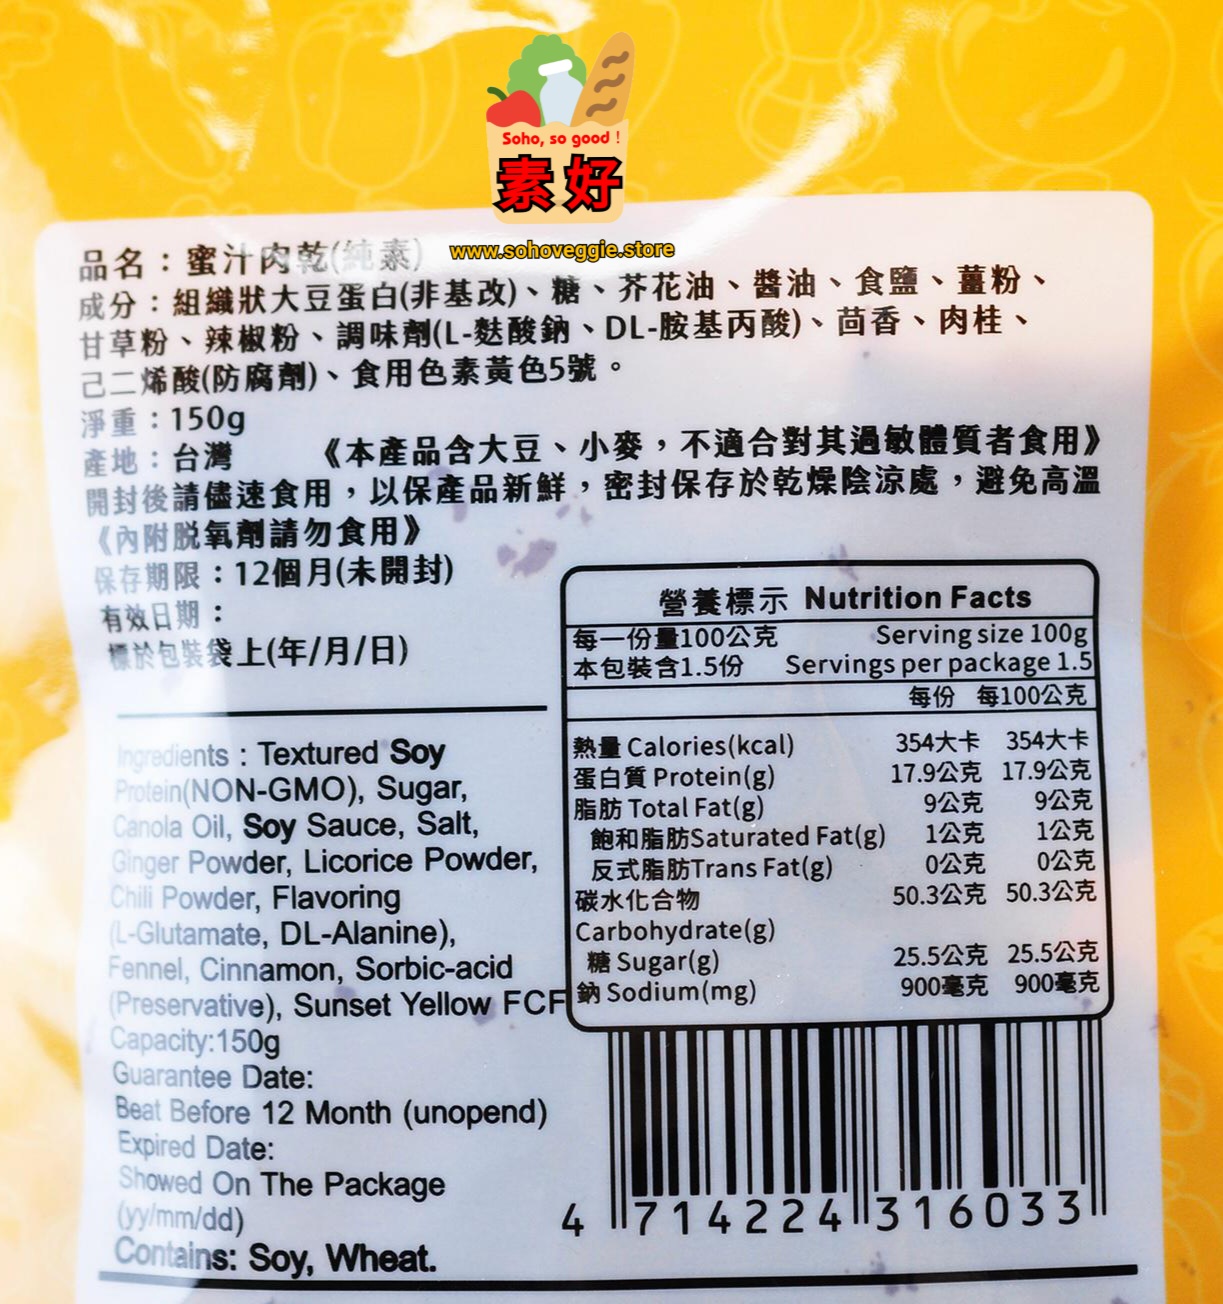 Soho, so good !
素好
www.sohoveggie.store
品名：蜜汁肉乾(純素)
成分：組織狀大豆蛋白(非基改)、糖、芥花油、醬油、食鹽、薑粉、
甘草粉、辣椒粉、調味劑(L-麩酸鈉、DL-胺基丙酸)、茴香、肉桂、
己二烯酸(防腐劑)、食用色素黃色5號。
淨重：150g
產地：台灣 《本產品含大豆、小麥，不適合對其過敏體質者食用》
開封後請儘速食用，以保產品新鮮，密封保存於乾燥陰涼處，避免高溫
《內附脫氧劑請勿食用》
保存期限：12個月(未開封)
有效日期：
標於包裝袋上(年/月/日)
Ingredients : Textured Soy
Protein(NON-GMO), Sugar,
Canola Oil, Soy Sauce, Salt,
Ginger Powder, Licorice Powder,
Chili Powder, Flavoring
(L-Glutamate, DL-Alanine),
Fennel, Cinnamon, Sorbic-acid
(Preservative), Sunset Yellow FCF
Capacity:150g
Guarantee Date:
Beat Before 12 Month (unopend)
Expired Date:
Showed On The Package
(yy/mm/dd)
Contains: Soy, Wheat.
營養標示 Nutrition Facts
每一份量100公克 Serving size 100g
本包裝含1.5份 Servings per package 1.5
每份 每100公克
熱量 Calories(kcal) 354大卡 354大卡
蛋白質 Protein(g) 17.9公克 17.9公克
脂肪 Total Fat(g) 9公克 9公克
飽和脂肪Saturated Fat(g) 1公克 1公克
反式脂肪Trans Fat(g) 0公克 0公克
碳水化合物 50.3公克 50.3公克
Carbohydrate(g)
糖 Sugar(g) 25.5公克 25.5公克
鈉 Sodium(mg) 900毫克 900毫克
4 714224 316033